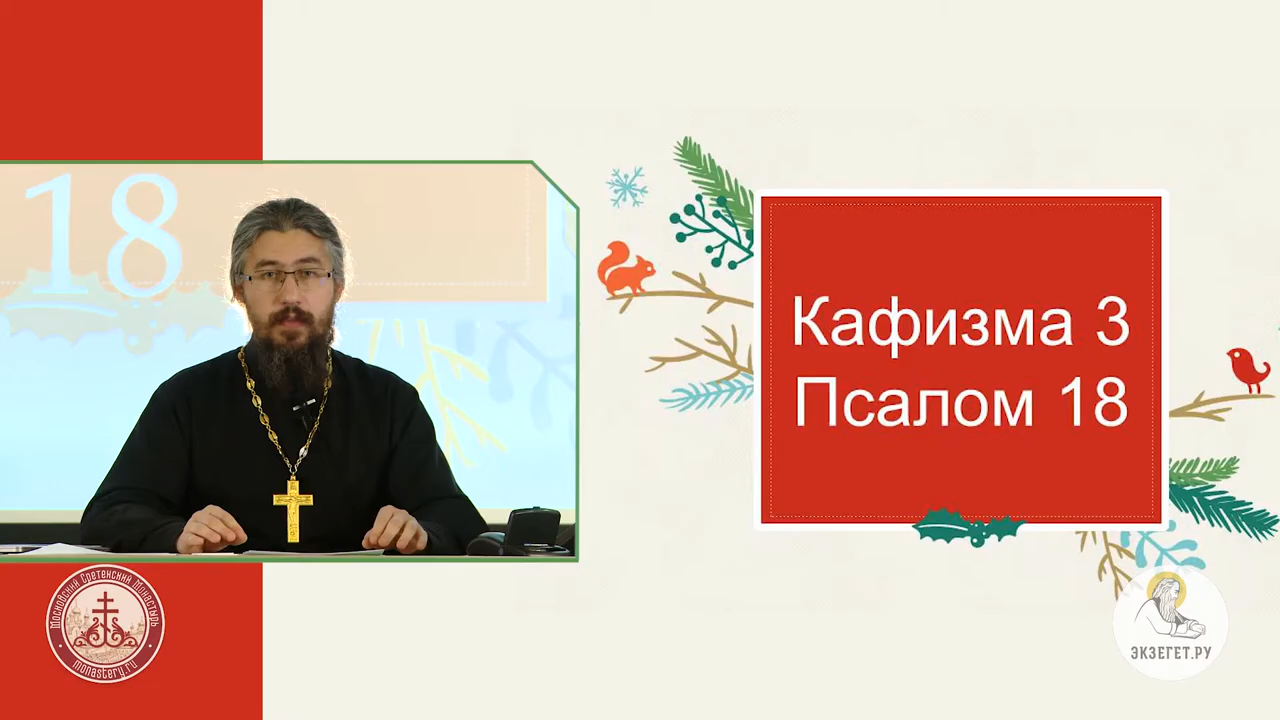 18
Кафизма 3
Псалом 18
Московский Сретенский Монастырь
monastery.ru
ЭКЗЕГЕТ.РУ